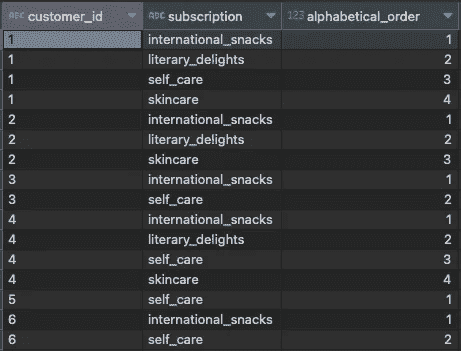 ABC customer_id ABC subscription 123 alphabetical_order
1 international_snacks 1
1 literary_delights 2
1 self_care 3
1 skincare 4
2 international_snacks 1
2 literary_delights 2
2 skincare 3
3 international_snacks 1
3 self_care 2
4 international_snacks 1
4 literary_delights 2
4 self_care 3
4 skincare 4
5 self_care 1
6 international_snacks 1
6 self_care 2